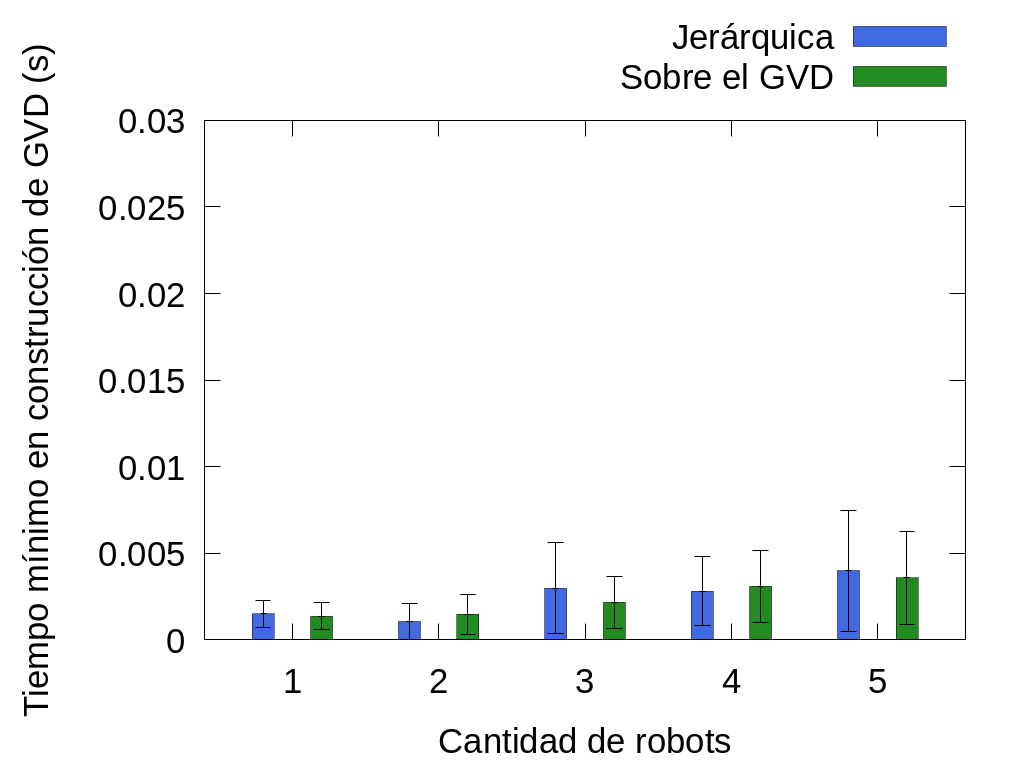 Jerárquica
Sobre el GVD
Tiempo mínimo en construcción de GVD (s)
0.03
0.025
0.02
0.015
0.01
0.005
0
1 2 3 4 5
Cantidad de robots